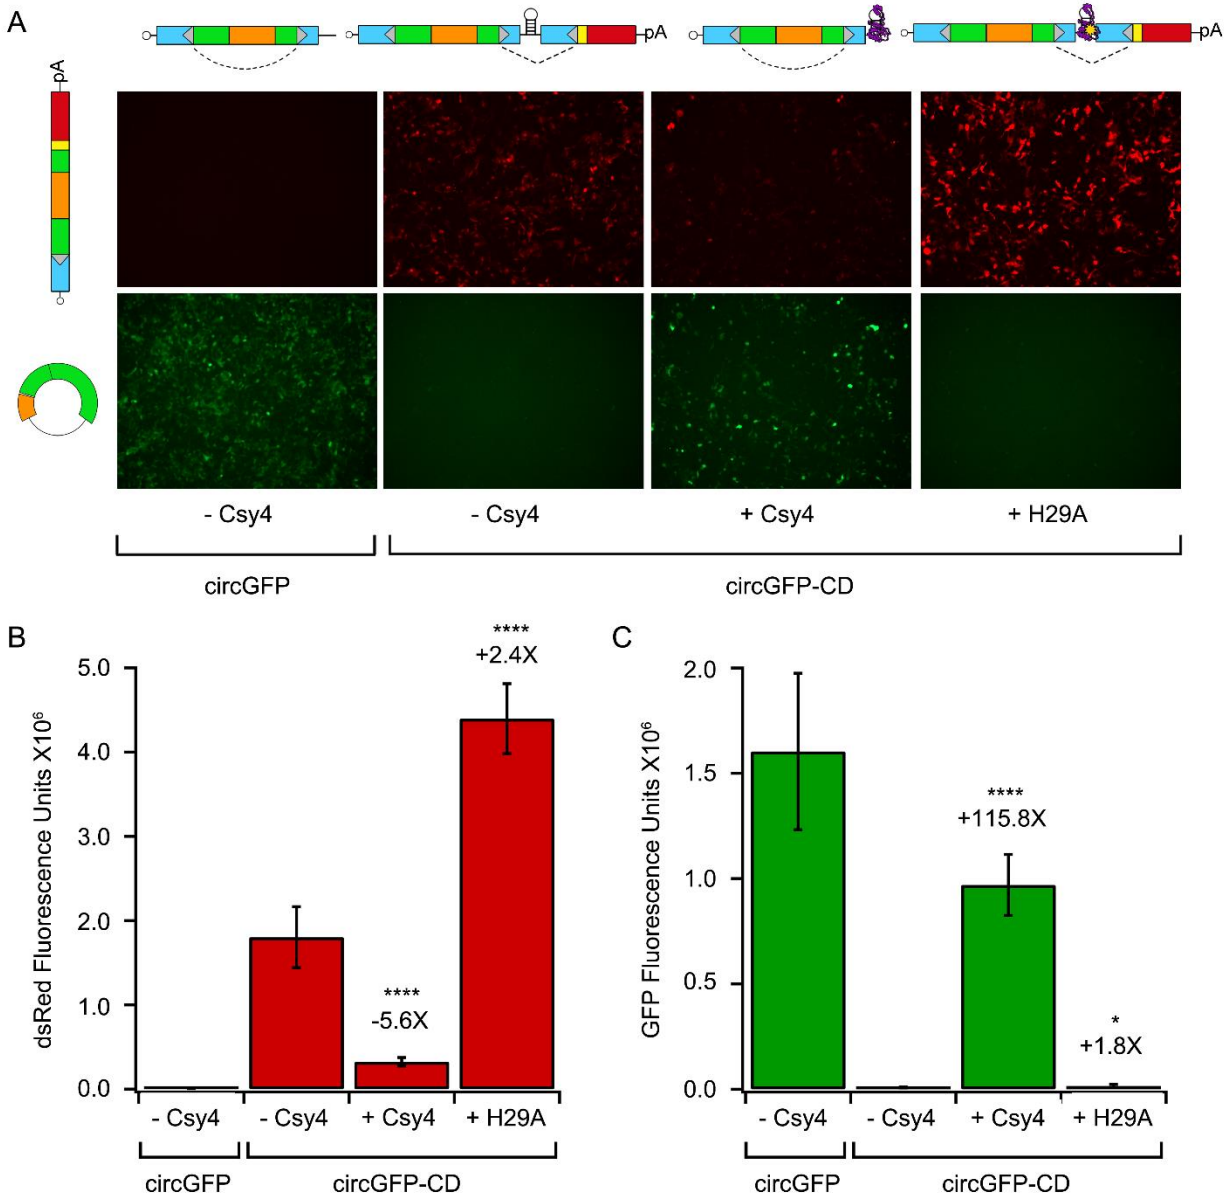 A
pA
pA
pA
- Csy4
- Csy4
+ Csy4
+ H29A
circGFP
circGFP-CD
B
dsRed Fluorescence Units X10⁶
5.0
4.0
3.0
2.0
1.0
0.0
****
+2.4X
****
-5.6X
- Csy4
- Csy4
+ Csy4
+ H29A
circGFP
circGFP-CD
C
GFP Fluorescence Units X10⁶
2.0
1.5
1.0
0.5
0.0
****
+115.8X
*
+1.8X
- Csy4
- Csy4
+ Csy4
+ H29A
circGFP
circGFP-CD